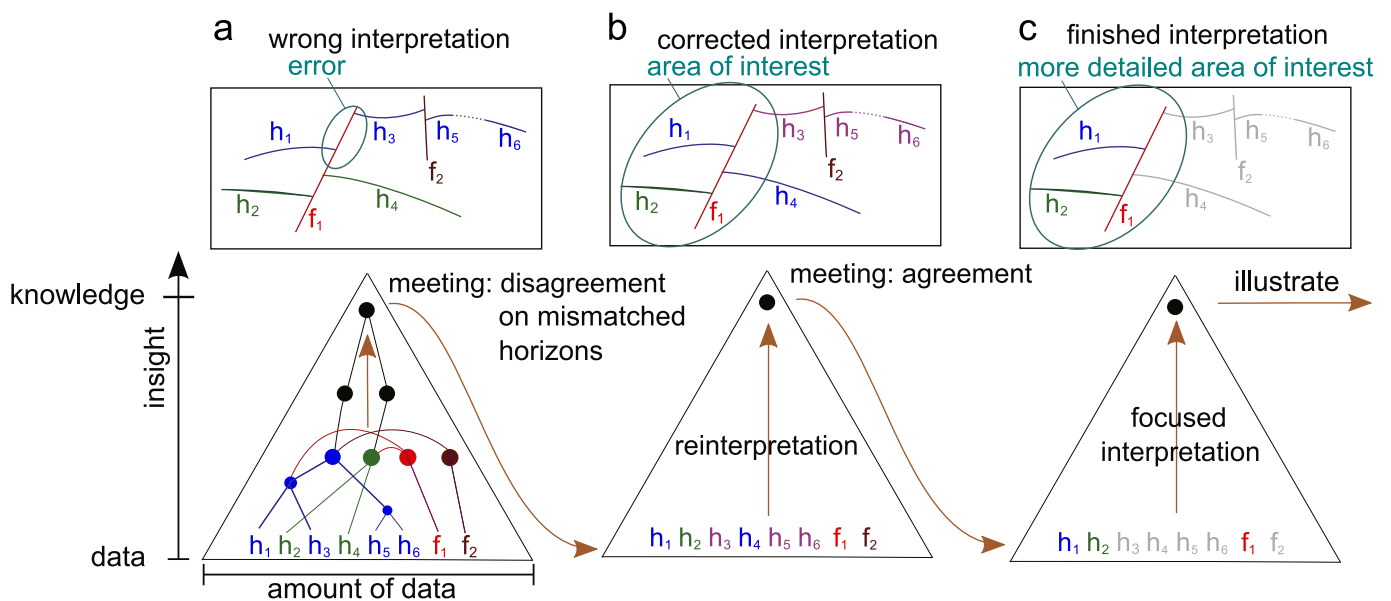 a
wrong interpretation
error
h1
h3
h5
h6
f2
h2
h4
f1
b
corrected interpretation
area of interest
h1
h3
h5
h6
f2
h2
h4
f1
c
finished interpretation
more detailed area of interest
h1
h3
h5
h6
f2
h2
h4
f1
knowledge
insight
data
meeting: disagreement
on mismatched
horizons
h1 h2 h3 h4 h5 h6 f1 f2
amount of data
meeting: agreement
reinterpretation
h1 h2 h3 h4 h5 h6 f1 f2
illustrate
focused
interpretation
h1 h2 h3 h4 h5 h6 f1 f2